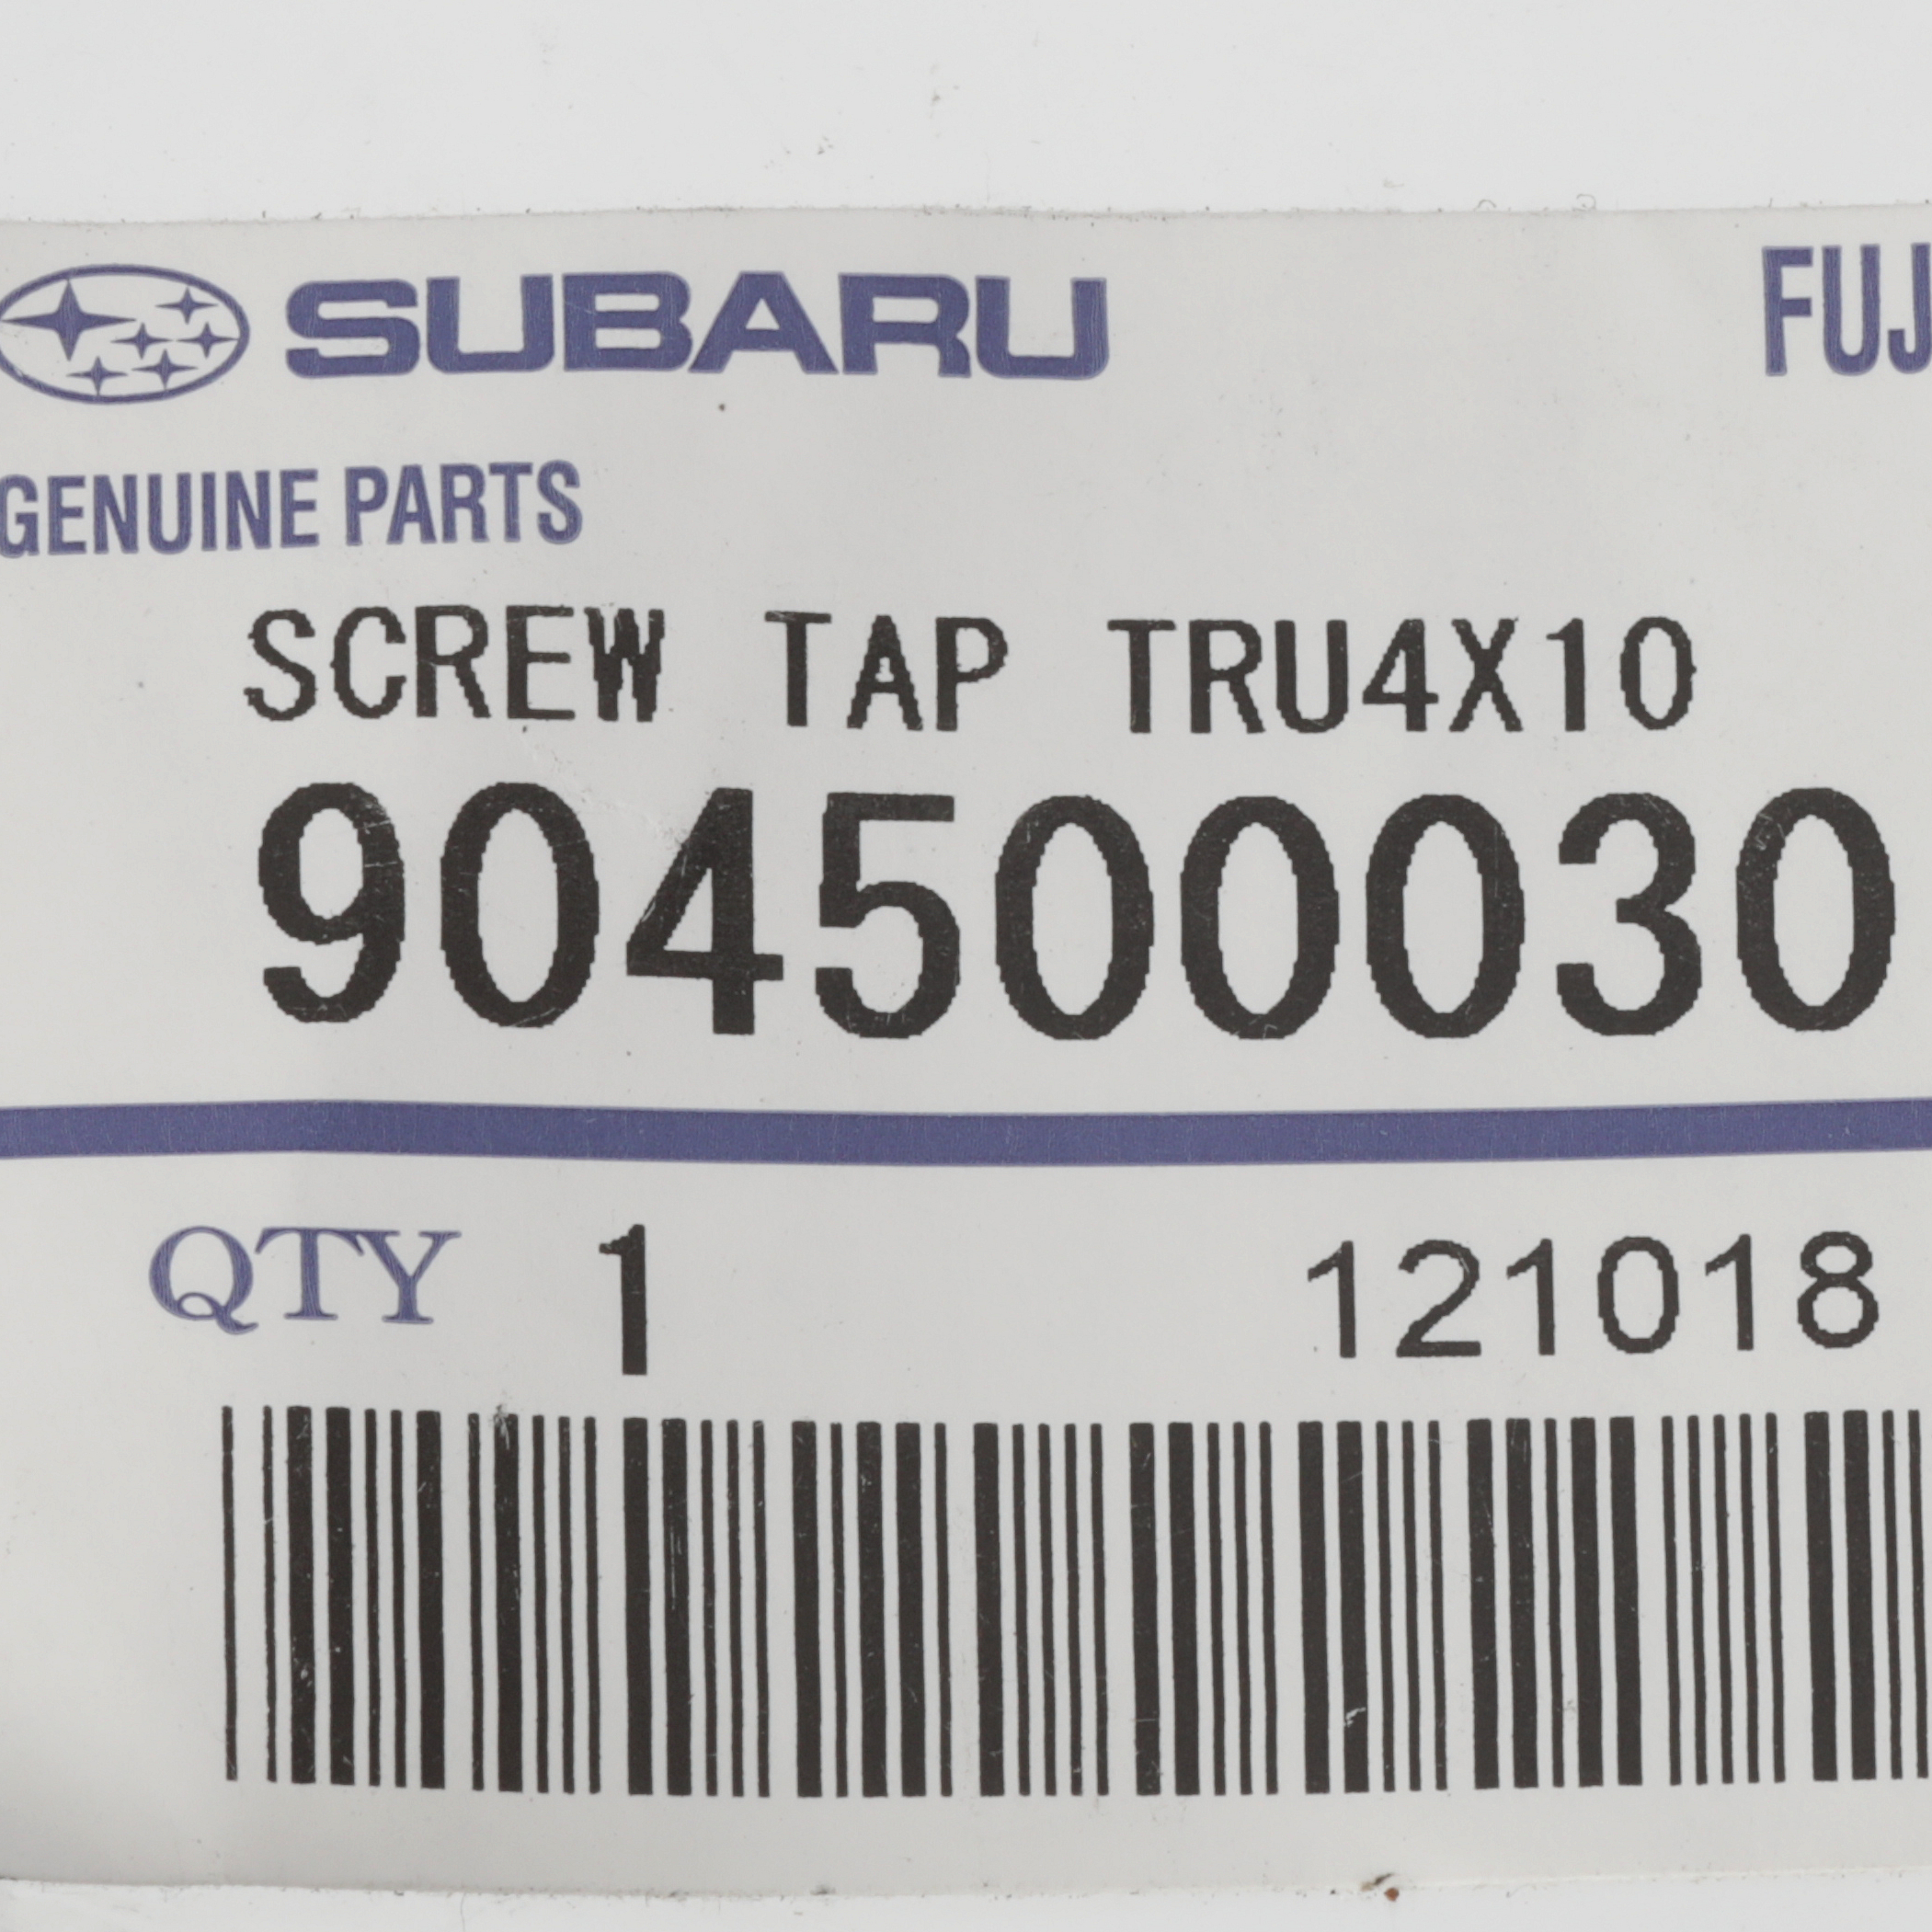 SUBARU FUJ
GENUINE PARTS
SCREW TAP TRU4X10
904500030
QTY 1 121018